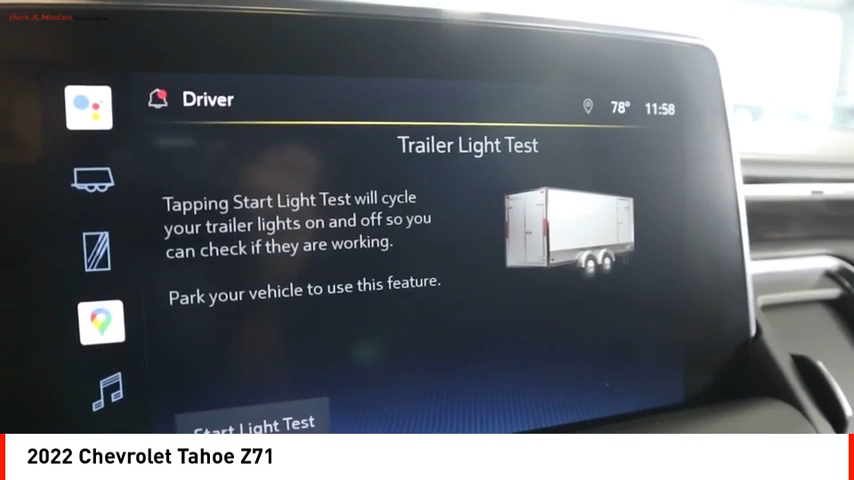 Driver
78° 11:58
Trailer Light Test
Tapping Start Light Test will cycle
your trailer lights on and off so you
can check if they are working.
Park your vehicle to use this feature.
Start Light Test
2022 Chevrolet Tahoe Z71